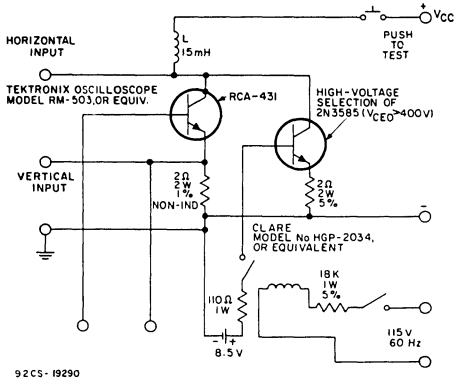 +
VCC
L
15mH
PUSH
TO
TEST
HORIZONTAL
INPUT
TEKTRONIX OSCILLOSCOPE
MODEL RM-503,OR EQUIV.
RCA-431
HIGH-VOLTAGE
SELECTION OF
2N3585(VCEO>400V)
VERTICAL
INPUT
2Ω
2W
1%
NON-IND
2Ω
2W
5%
-
CLARE
MODEL No HGP-2034,
OR EQUIVALENT
110Ω
1W
18K
1W
5%
- +
8.5V
115V
60 Hz
92CS-19290